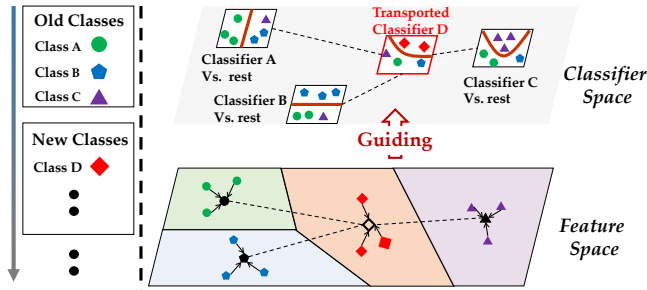 Old Classes
Class A
Class B
Class C
New Classes
Class D
Transported
Classifier D
Classifier A
Vs. rest
Classifier B
Vs. rest
Classifier C
Vs. rest
Classifier
Space
Guiding
Feature
Space